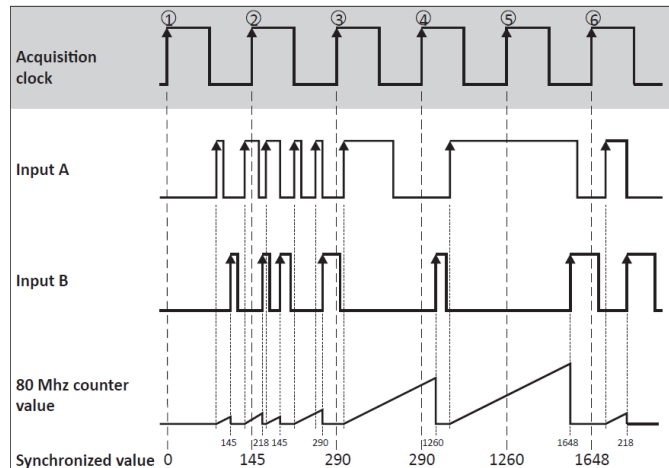 ① ② ③ ④ ⑤ ⑥
Acquisition
clock
Input A
Input B
80 Mhz counter
value
145 218 145 290 1260 1648 218
Synchronized value 0 145 290 290 1260 1648